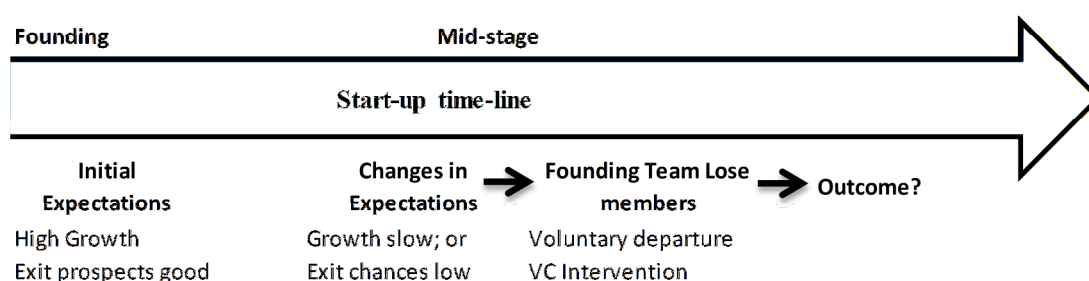 Founding
Mid-stage
Start-up time-line
Initial
Expectations
High Growth
Exit prospects good
Changes in
Expectations
Growth slow; or
Exit chances low
Founding Team Lose
members
Voluntary departure
VC Intervention
Outcome?